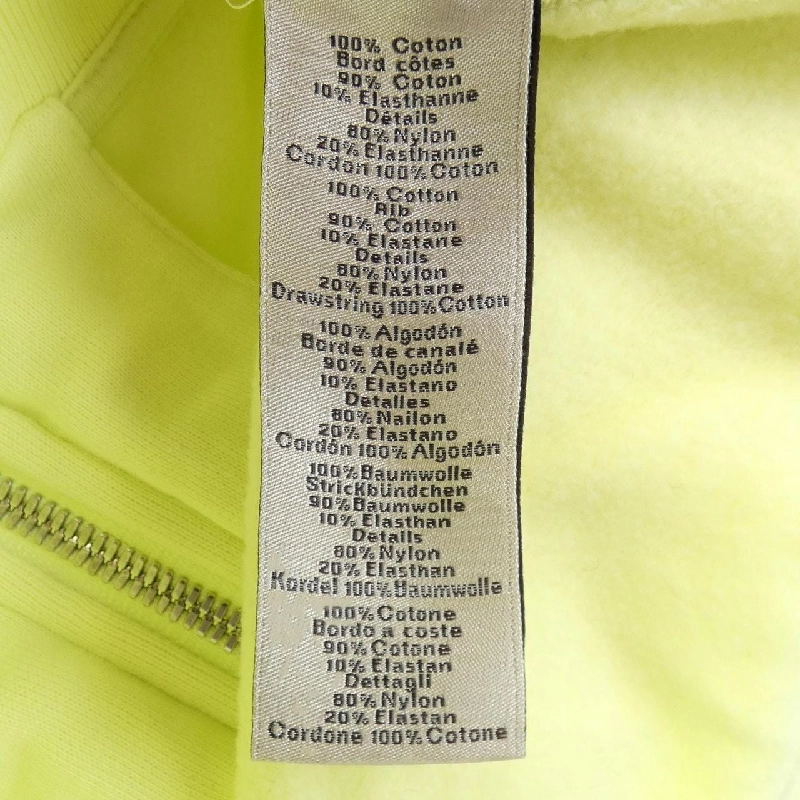 100% Coton
Bord côtes
90% Coton
10% Elasthanne
Détails
80% Nylon
20% Elasthanne
Cordon 100% Coton
100% Cotton
Rib
90% Cotton
10% Elastane
Details
80% Nylon
20% Elastane
Drawstring 100% Cotton
100% Algodón
Borde de canalé
90% Algodón
10% Elastano
Detalles
80% Nailon
20% Elastano
Cordón 100% Algodón
100% Baumwolle
Strickbündchen
90% Baumwolle
10% Elasthan
Details
80% Nylon
20% Elasthan
Kordel 100% Baumwolle
100% Cotone
Bordo a coste
90% Cotone
10% Elastan
Dettagli
80% Nylon
20% Elastan
Cordone 100% Cotone